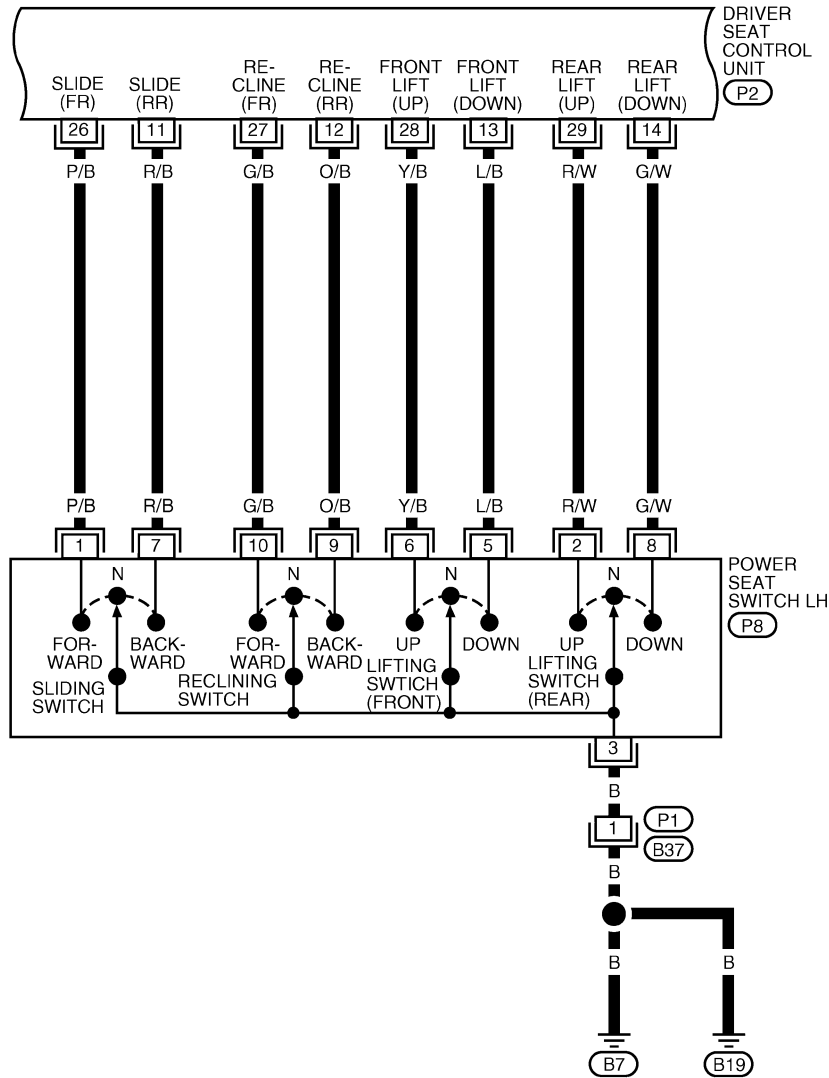 DRIVER
SEAT
CONTROL
UNIT
P2
SLIDE
(FR)
SLIDE
(RR)
RE-
CLINE
(FR)
RE-
CLINE
(RR)
FRONT
LIFT
(UP)
FRONT
LIFT
(DOWN)
REAR
LIFT
(UP)
REAR
LIFT
(DOWN)
26 11 27 12 28 13 29 14
P/B R/B G/B O/B Y/B L/B R/W G/W
P/B R/B G/B O/B Y/B L/B R/W G/W
1 7 10 9 6 5 2 8
POWER
SEAT
SWITCH LH
P8
N N N N
FOR-
WARD
BACK-
WARD
SLIDING
SWITCH
FOR-
WARD
BACK-
WARD
RECLINING
SWITCH
UP DOWN
LIFTING
SWTICH
(FRONT)
UP DOWN
LIFTING
SWITCH
(REAR)
3
B
1
P1
B37
B
B B
B7 B19